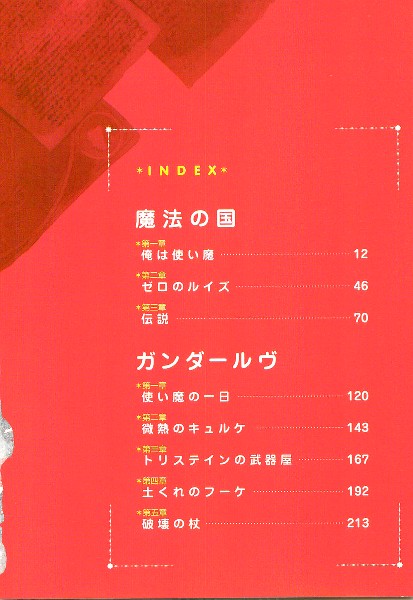 *INDEX*
魔法の国
*第一章
俺は使い魔 12
*第二章
ゼロのルイズ 46
*第三章
伝説 70
ガンダールヴ
*第一章
使い魔の一日 120
*第二章
微熱のキュルケ 143
*第三章
トリステインの武器屋 167
*第四章
土くれのフーケ 192
*第五章
破壊の杖 213